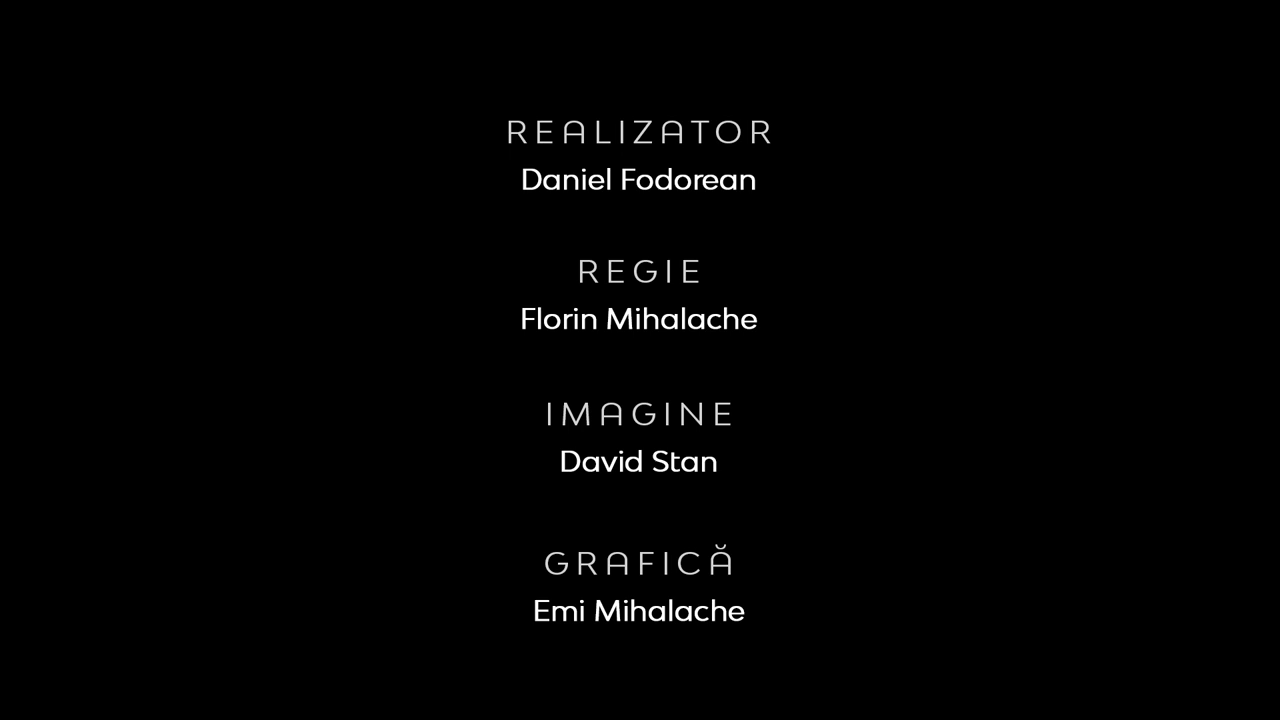 REALIZATOR
Daniel Fodorean
REGIE
Florin Mihalache
IMAGINE
David Stan
GRAFICĂ
Emi Mihalache